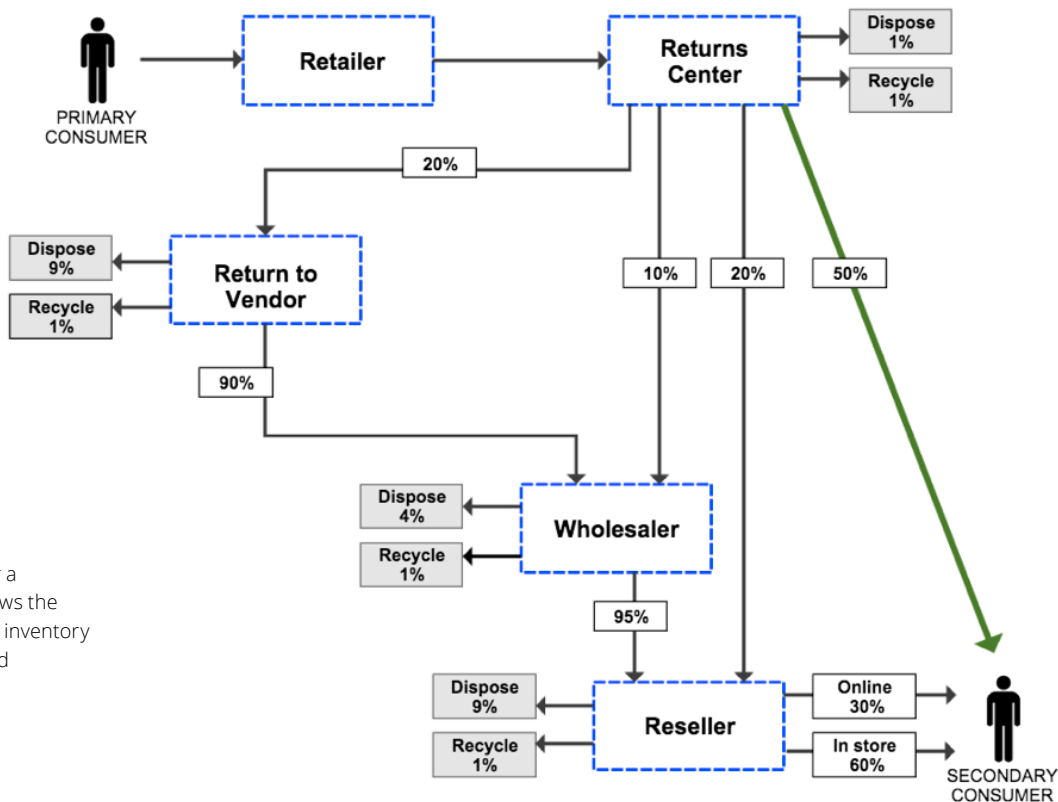 Retailer
Returns
Center
Dispose
1%
Recycle
1%
PRIMARY
CONSUMER
20%
Dispose
9%
Recycle
1%
Return to
Vendor
10%
20%
50%
90%
Dispose
4%
Recycle
1%
Wholesaler
a
ws the
inventory
d
95%
Dispose
9%
Recycle
1%
Reseller
Online
30%
In store
60%
SECONDARY
CONSUMER